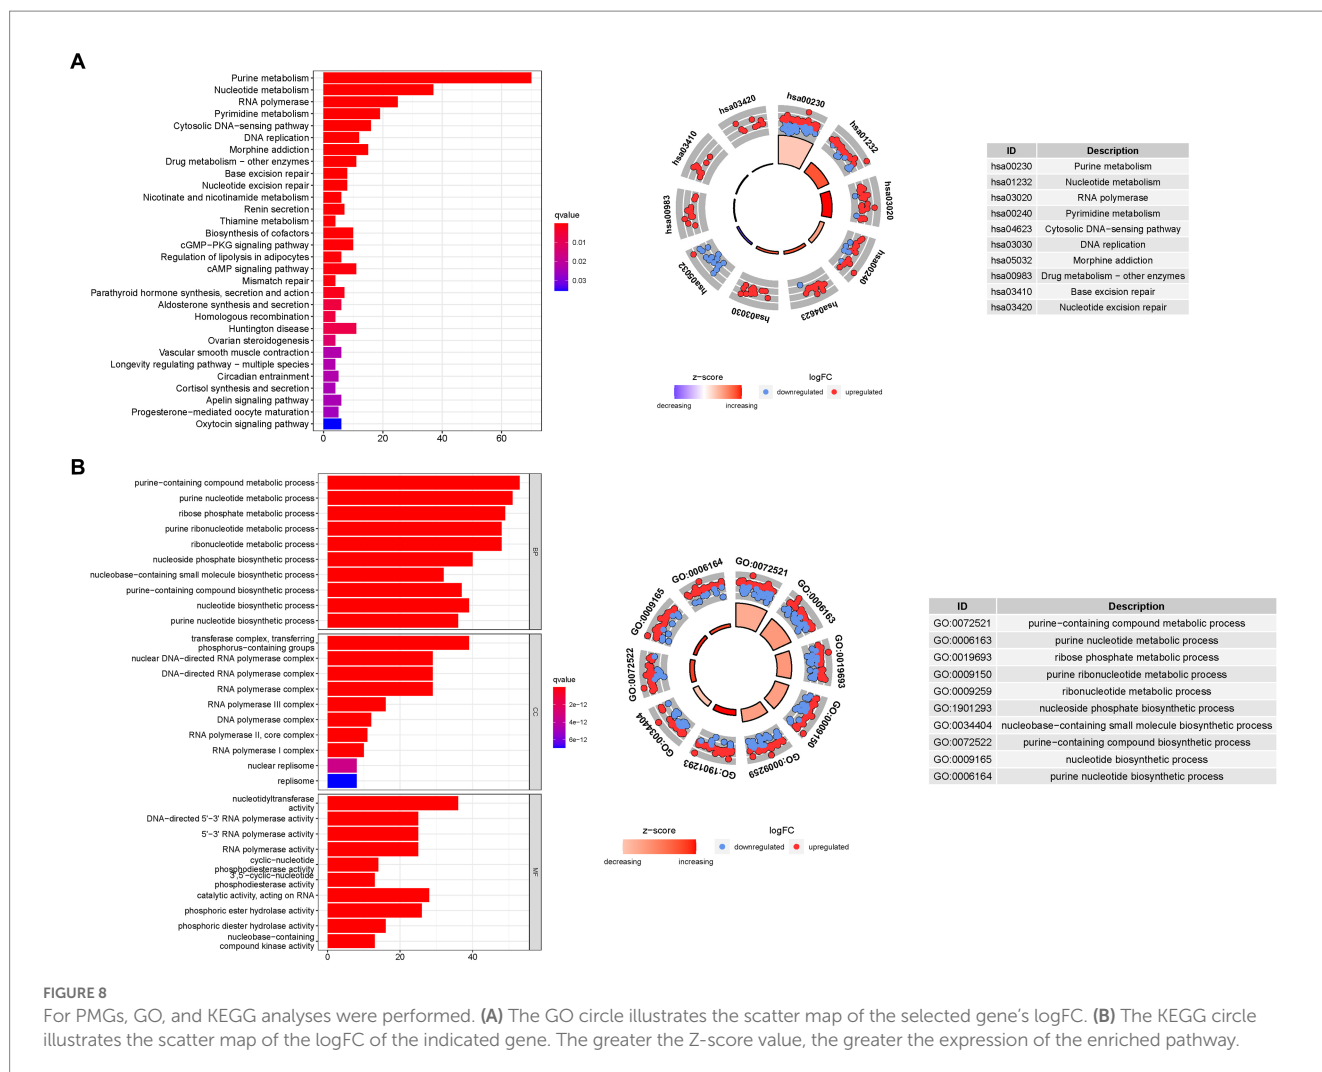 A
Purine metabolism
Nucleotide metabolism
RNA polymerase
Pyrimidine metabolism
Cytosolic DNA−sensing pathway
DNA replication
Morphine addiction
Drug metabolism − other enzymes
Base excision repair
Nucleotide excision repair
Nicotinate and nicotinamide metabolism
Renin secretion
Thiamine metabolism
Biosynthesis of cofactors
cGMP−PKG signaling pathway
Regulation of lipolysis in adipocytes
cAMP signaling pathway
Mismatch repair
Parathyroid hormone synthesis, secretion and action
Aldosterone synthesis and secretion
Homologous recombination
Huntington disease
Ovarian steroidogenesis
Vascular smooth muscle contraction
Longevity regulating pathway − multiple species
Circadian entrainment
Cortisol synthesis and secretion
Apelin signaling pathway
Progesterone−mediated oocyte maturation
Oxytocin signaling pathway
0 20 40 60
qvalue
0.01
0.02
0.03
hsa00230
hsa01232
hsa03020
hsa00240
hsa04623
hsa03030
hsa05032
hsa00983
hsa03410
hsa03420
z−score
decreasing increasing
logFC
downregulated upregulated
ID Description
hsa00230 Purine metabolism
hsa01232 Nucleotide metabolism
hsa03020 RNA polymerase
hsa00240 Pyrimidine metabolism
hsa04623 Cytosolic DNA−sensing pathway
hsa03030 DNA replication
hsa05032 Morphine addiction
hsa00983 Drug metabolism − other enzymes
hsa03410 Base excision repair
hsa03420 Nucleotide excision repair
B
purine−containing compound metabolic process
purine nucleotide metabolic process
ribose phosphate metabolic process
purine ribonucleotide metabolic process
ribonucleotide metabolic process
nucleoside phosphate biosynthetic process
nucleobase−containing small molecule biosynthetic process
purine−containing compound biosynthetic process
nucleotide biosynthetic process
purine nucleotide biosynthetic process
BP
transferase complex, transferring
phosphorus−containing groups
nuclear DNA−directed RNA polymerase complex
DNA−directed RNA polymerase complex
RNA polymerase complex
RNA polymerase III complex
DNA polymerase complex
RNA polymerase II, core complex
RNA polymerase I complex
nuclear replisome
replisome
CC
nucleotidyltransferase
activity
DNA−directed 5'−3' RNA polymerase activity
5'−3' RNA polymerase activity
RNA polymerase activity
cyclic−nucleotide
phosphodiesterase activity
3',5'−cyclic−nucleotide
phosphodiesterase activity
catalytic activity, acting on RNA
phosphoric ester hydrolase activity
phosphoric diester hydrolase activity
nucleobase−containing
compound kinase activity
MF
0 20 40
qvalue
2e−12
4e−12
6e−12
GO:0072521
GO:0006163
GO:0019693
GO:0009150
GO:0009259
GO:1901293
GO:0034404
GO:0072522
GO:0009165
GO:0006164
z−score
decreasing increasing
logFC
downregulated upregulated
ID Description
GO:0072521 purine−containing compound metabolic process
GO:0006163 purine nucleotide metabolic process
GO:0019693 ribose phosphate metabolic process
GO:0009150 purine ribonucleotide metabolic process
GO:0009259 ribonucleotide metabolic process
GO:1901293 nucleoside phosphate biosynthetic process
GO:0034404 nucleobase−containing small molecule biosynthetic process
GO:0072522 purine−containing compound biosynthetic process
GO:0009165 nucleotide biosynthetic process
GO:0006164 purine nucleotide biosynthetic process
FIGURE 8
For PMGs, GO, and KEGG analyses were performed. (A) The GO circle illustrates the scatter map of the selected gene's logFC. (B) The KEGG circle
illustrates the scatter map of the logFC of the indicated gene. The greater the Z-score value, the greater the expression of the enriched pathway.